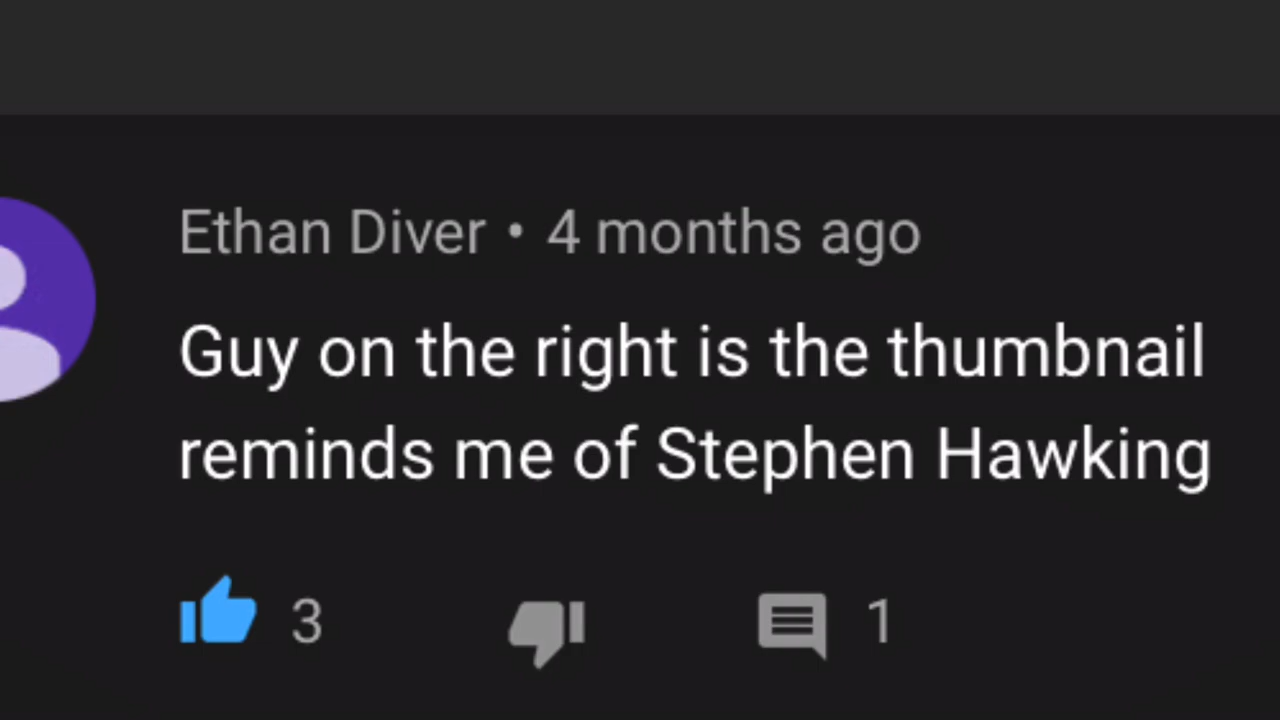 Ethan Diver • 4 months ago
Guy on the right is the thumbnail
reminds me of Stephen Hawking
3 1